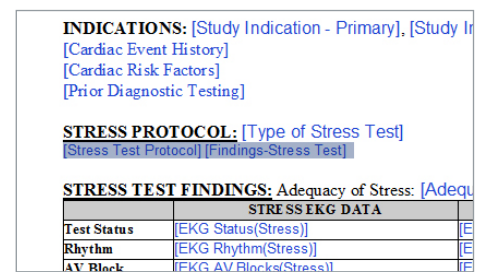 INDICATIONS: [Study Indication - Primary], [Study
[Cardiac Event History]
[Cardiac Risk Factors]
[Prior Diagnostic Testing]
STRESS PROTOCOL: [Type of Stress Test]
[Stress Test Protocol] [Findings-Stress Test]
STRESS TEST FINDINGS: Adequacy of Stress: [Adequ
STRESS EKG DATA
Test Status [EKG Status(Stress)] [E
Rhythm [EKG Rhythm(Stress)] [E
AV Block [EKG AV Blocks(Stress)] [E